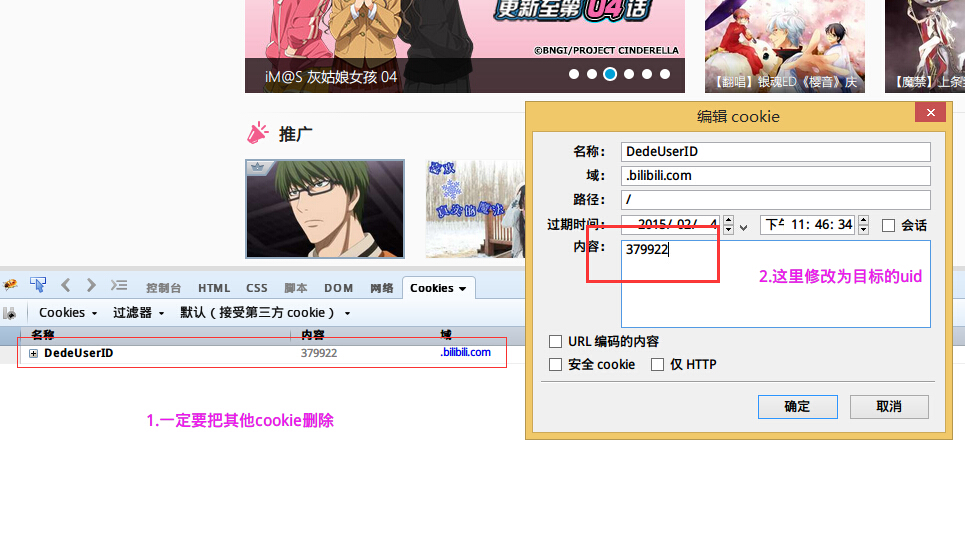 更新至第04话
©BNGI/PROJECT CINDERELLA
iM@S 灰姑娘女孩 04
【翻唱】银魂ED《樱音》庆
【魔禁】上条
推广
喜欢
真实的魔法
编辑 cookie
名称: DedeUserID
域: .bilibili.com
路径: /
过期时间: 2015/ 02/ 4 下午 11: 46: 34 会话
内容: 379922
2.这里修改为目标的uid
URL 编码的内容
安全 cookie 仅 HTTP
确定 取消
控制台 HTML CSS 脚本 DOM 网络 Cookies
Cookies 过滤器 默认（接受第三方 cookie）
名称 内容 域
DedeUserID 379922 .bilibili.com
1.一定要把其他cookie删除